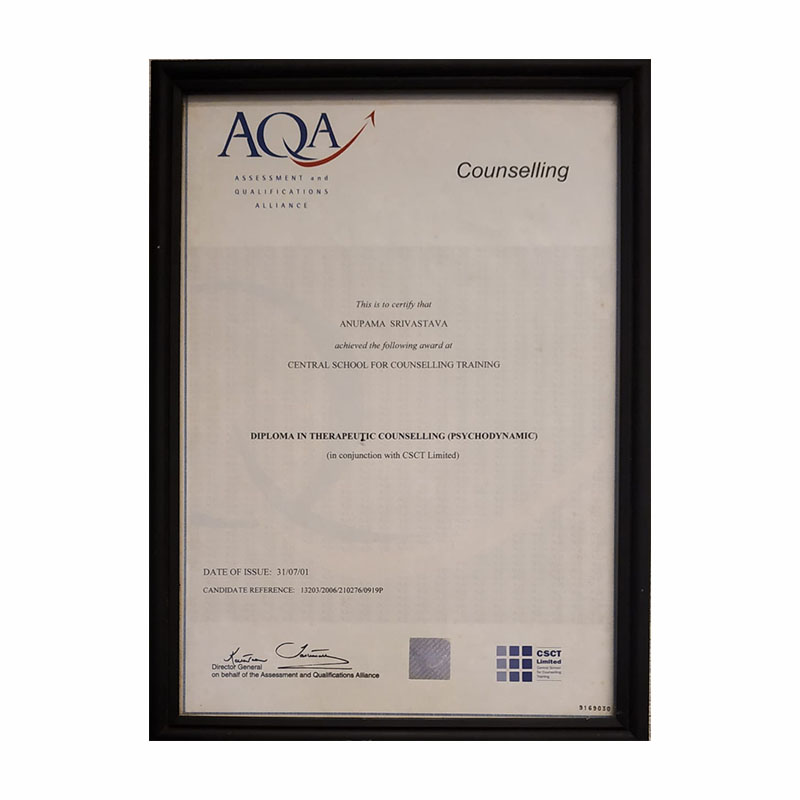 AQA
ASSESSMENT and
QUALIFICATIONS
ALLIANCE
Counselling
This is to certify that
ANUPAMA SRIVASTAVA
achieved the following award at
CENTRAL SCHOOL FOR COUNSELLING TRAINING
DIPLOMA IN THERAPEUTIC COUNSELLING (PSYCHODYNAMIC)
(in conjunction with CSCT Limited)
DATE OF ISSUE: 31/07/01
CANDIDATE REFERENCE: 13203/2006/210276/0919P
Director General
on behalf of the Assessment and Qualifications Alliance
CSCT
Limited
Central School
for Counselling
Training
9169030